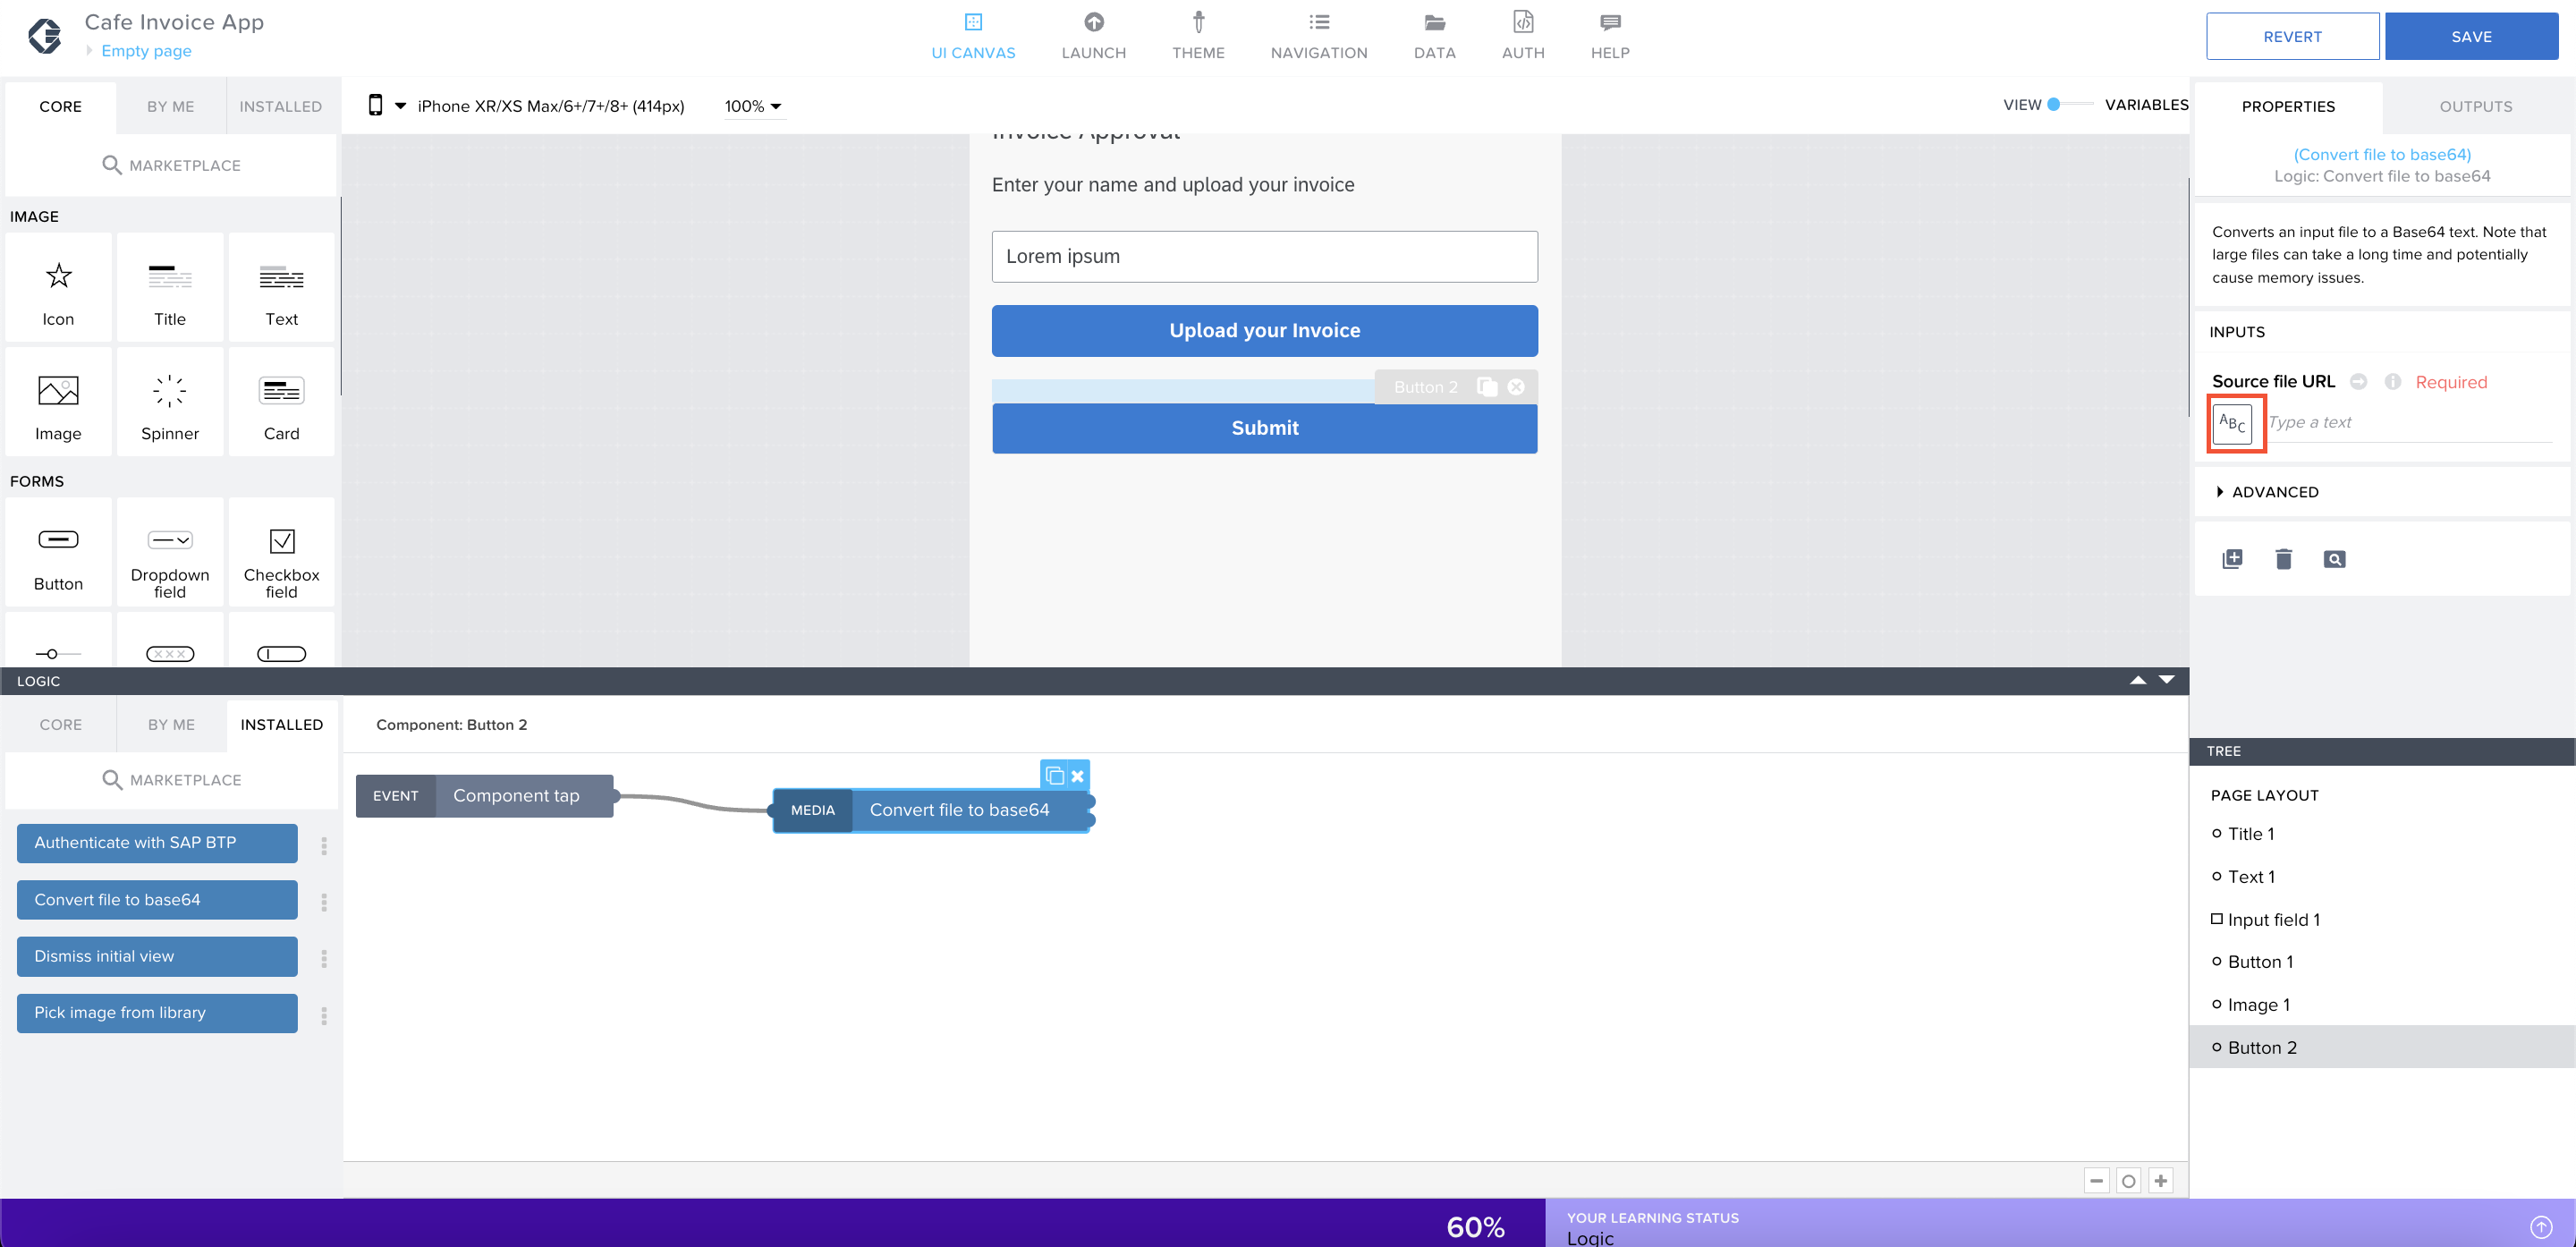 Cafe Invoice App
Empty page
UI CANVAS
LAUNCH
THEME
NAVIGATION
DATA
AUTH
HELP
REVERT
SAVE
CORE
BY ME
INSTALLED
iPhone XR/XS Max/6+/7+/8+ (414px)
100%
VIEW
VARIABLES
PROPERTIES
OUTPUTS
MARKETPLACE
IMAGE
Icon
Title
Text
Image
Spinner
Card
FORMS
Button
Dropdown field
Checkbox field
Invoice Approval
Enter your name and upload your invoice
Lorem ipsum
Upload your Invoice
Button 2
Submit
(Convert file to base64)
Logic: Convert file to base64
Converts an input file to a Base64 text. Note that
large files can take a long time and potentially
cause memory issues.
INPUTS
Source file URL
Required
ABC
Type a text
ADVANCED
LOGIC
CORE
BY ME
INSTALLED
MARKETPLACE
Authenticate with SAP BTP
Convert file to base64
Dismiss initial view
Pick image from library
Component: Button 2
EVENT
Component tap
MEDIA
Convert file to base64
TREE
PAGE LAYOUT
Title 1
Text 1
Input field 1
Button 1
Image 1
Button 2
60%
YOUR LEARNING STATUS
Logic